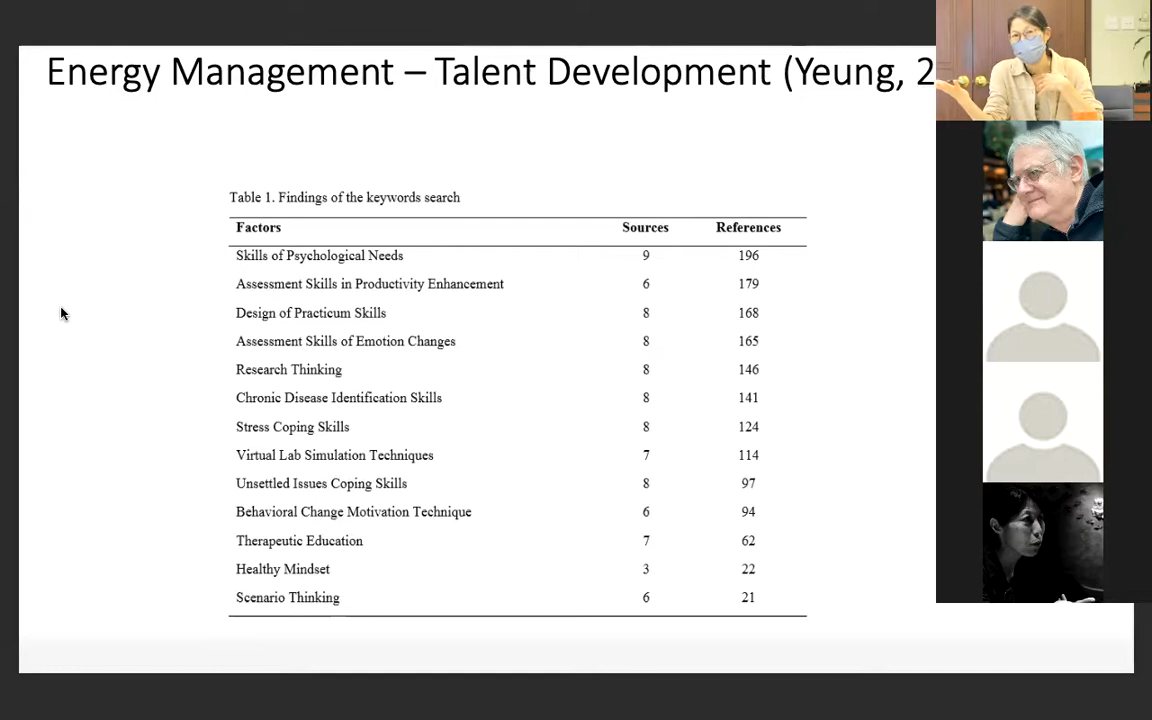 Energy Management – Talent Development (Yeung, 2
Table 1. Findings of the keywords search
Factors Sources References
Skills of Psychological Needs 9 196
Assessment Skills in Productivity Enhancement 6 179
Design of Practicum Skills 8 168
Assessment Skills of Emotion Changes 8 165
Research Thinking 8 146
Chronic Disease Identification Skills 8 141
Stress Coping Skills 8 124
Virtual Lab Simulation Techniques 7 114
Unsettled Issues Coping Skills 8 97
Behavioral Change Motivation Technique 6 94
Therapeutic Education 7 62
Healthy Mindset 3 22
Scenario Thinking 6 21